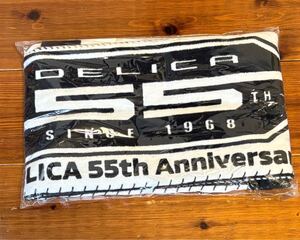 DELICA
55TH
SINCE 1968
LICA 55th Anniversa